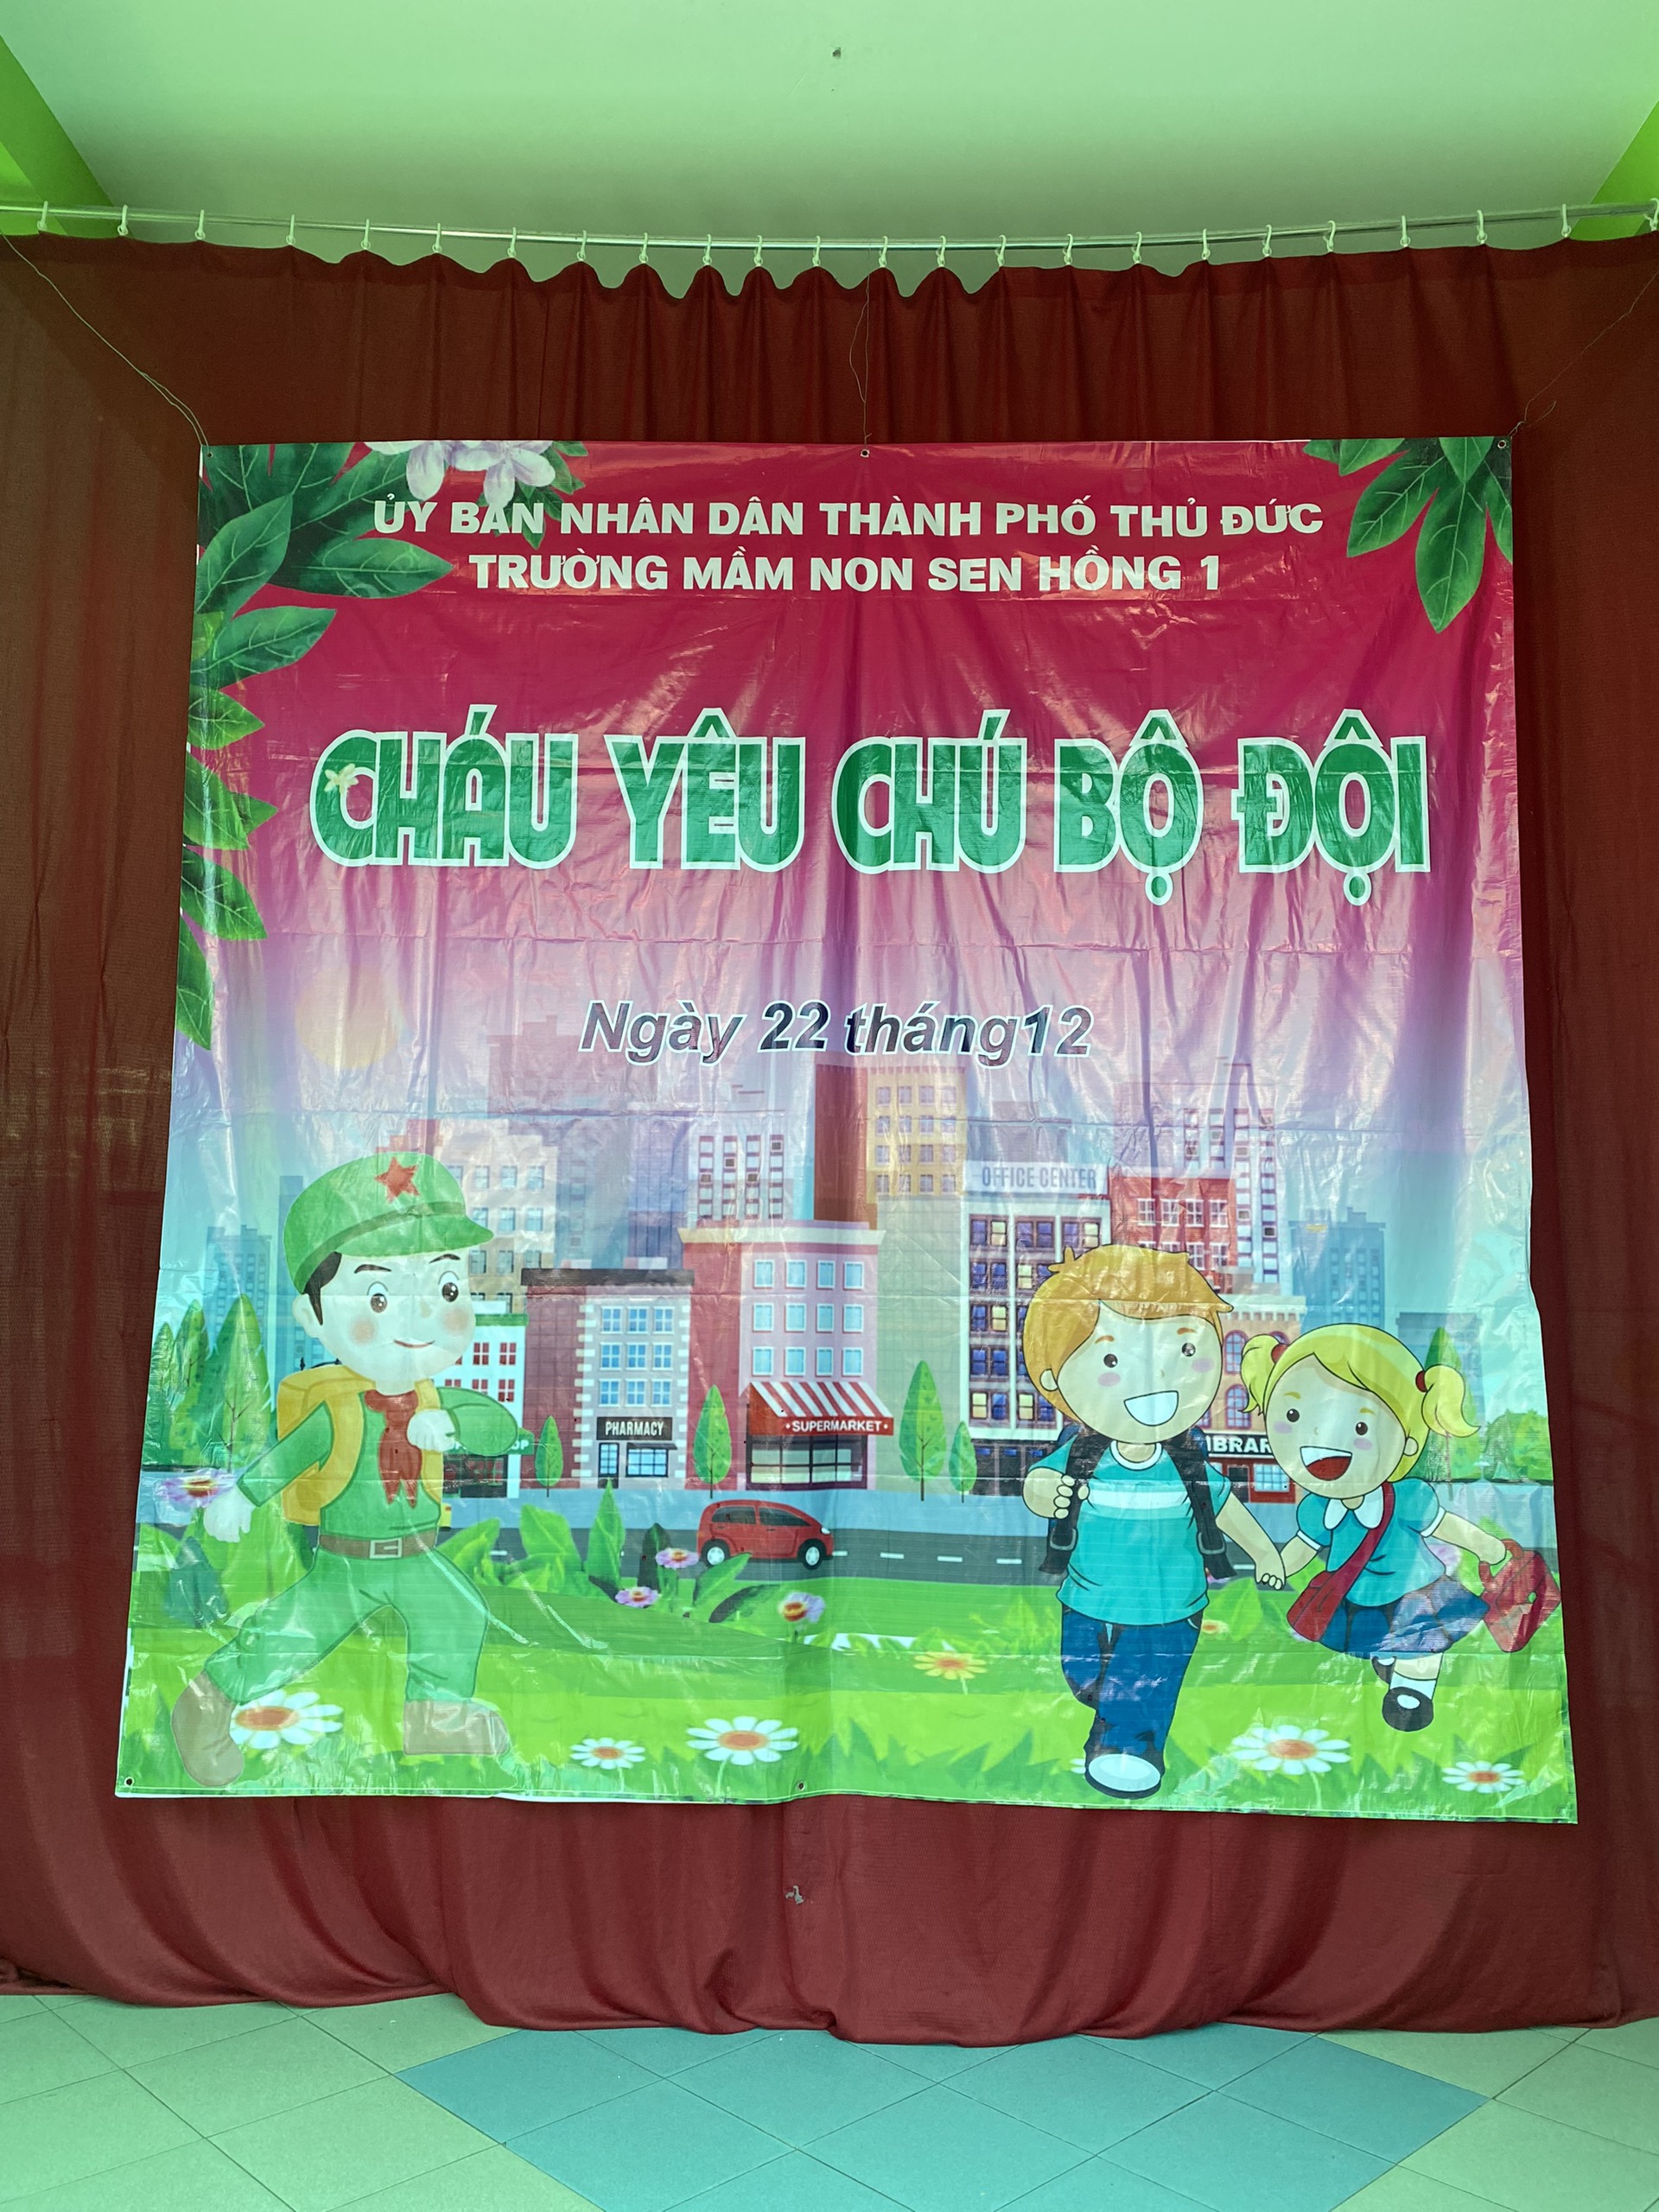 ỦY BAN NHÂN DÂN THÀNH PHỐ THỦ ĐỨC
TRƯỜNG MẦM NON SEN HỒNG 1
CHÁU YÊU CHÚ BỘ ĐỘI
Ngày 22 tháng12
OFFICE CENTER
PHARMACY
SUPERMARKET